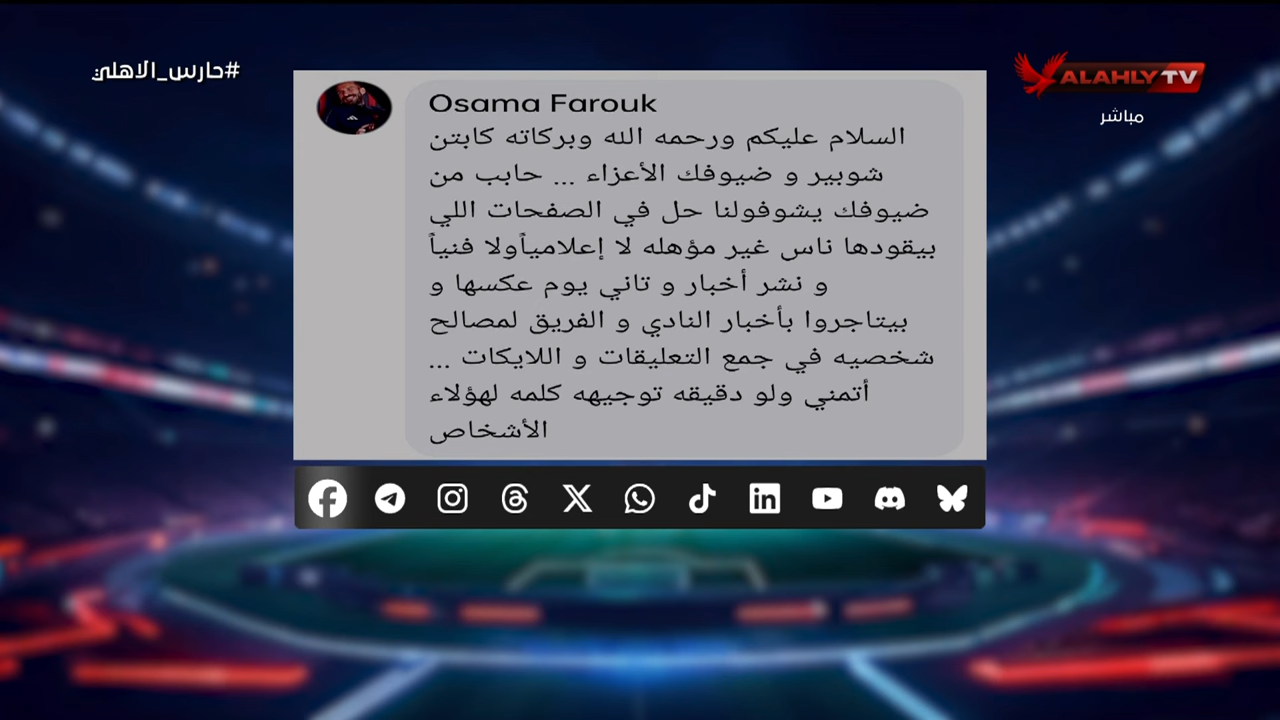 #حارس_الاهلي
ALAHLY TV
مباشر
Osama Farouk
السلام عليكم ورحمه الله وبركاته كابتن
شوبير و ضيوفك الأعزاء ... حابب من
ضيوفك يشوفولنا حل في الصفحات اللي
بيقودها ناس غير مؤهله لا إعلامياًولا فنياً
و نشر أخبار و تاني يوم عكسها و
بيتاجروا بأخبار النادي و الفريق لمصالح
شخصيه في جمع التعليقات و اللايكات ...
أتمني ولو دقيقه توجيهه كلمه لهؤلاء
الأشخاص